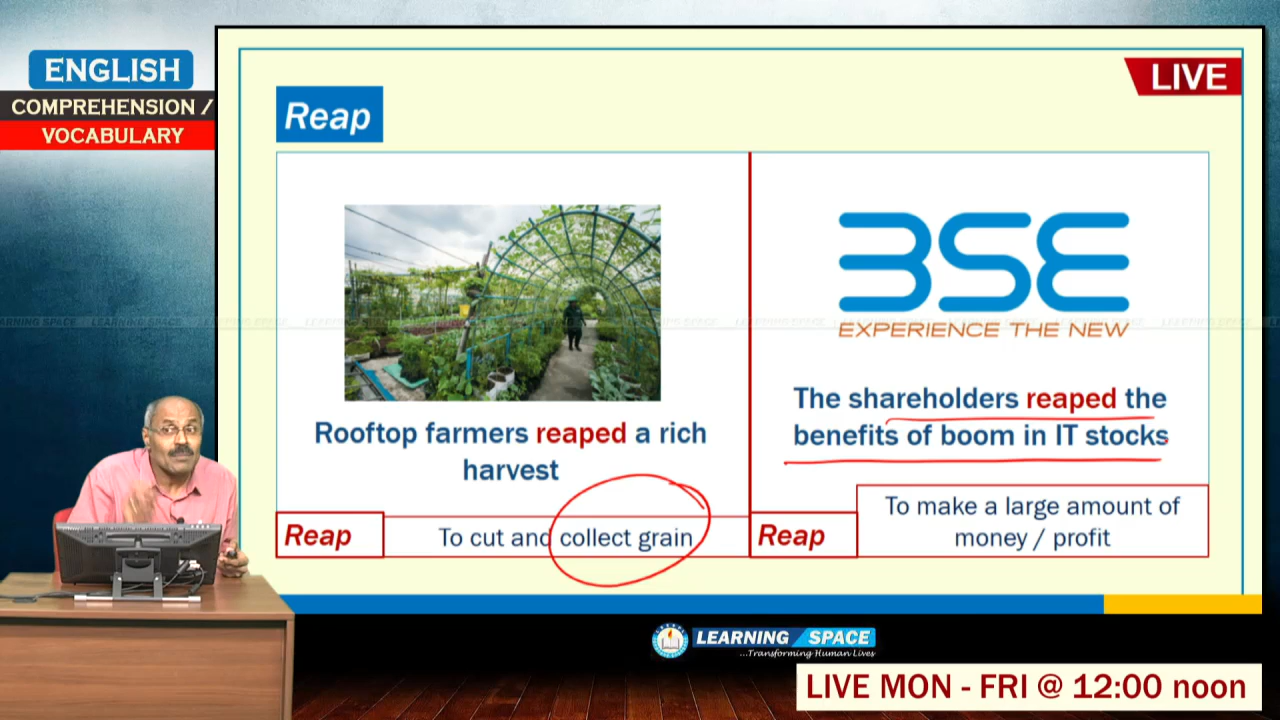 ENGLISH
COMPREHENSION /
VOCABULARY
LIVE
Reap
BSE
EXPERIENCE THE NEW
Rooftop farmers reaped a rich
harvest
The shareholders reaped the
benefits of boom in IT stocks
Reap
To cut and collect grain
Reap
To make a large amount of
money / profit
LEARNING SPACE
...Transforming Human Lives
LIVE MON - FRI @ 12:00 noon